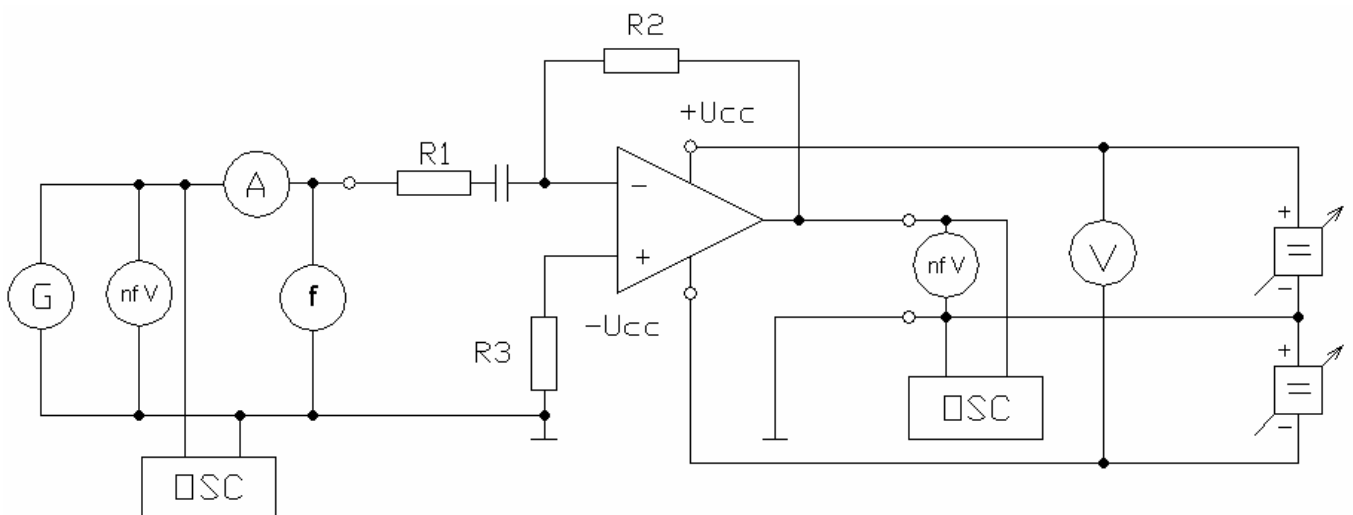 R2
+Ucc
R1
A
-
+
G
nf V
f
R3
-Ucc
nf V
V
+
=
-
+
=
-
OSC
OSC